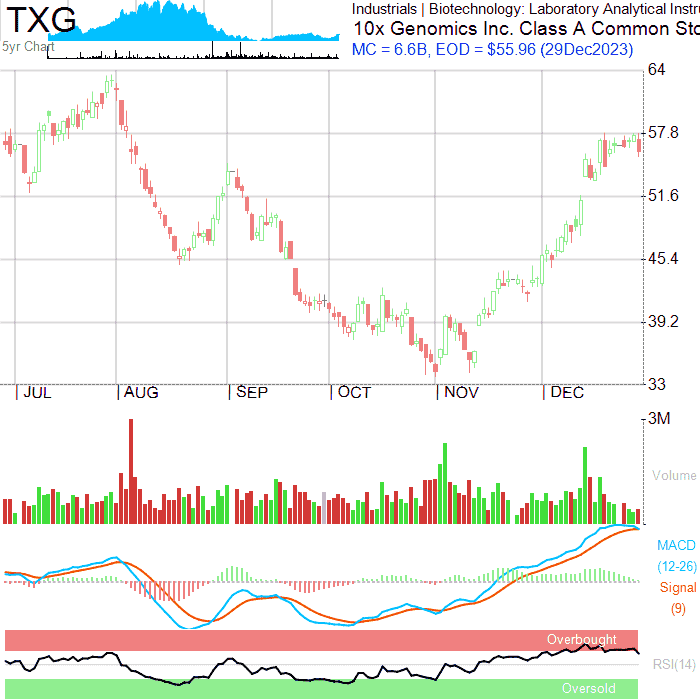 TXG
5yr Chart
Industrials | Biotechnology: Laboratory Analytical Instru
10x Genomics Inc. Class A Common Sto
MC = 6.6B, EOD = $55.96 (29Dec2023)
64
57.8
51.6
45.4
39.2
33
JUL AUG SEP OCT NOV DEC
3M
Volume
MACD
(12-26)
Signal
(9)
Overbought
RSI(14)
Oversold